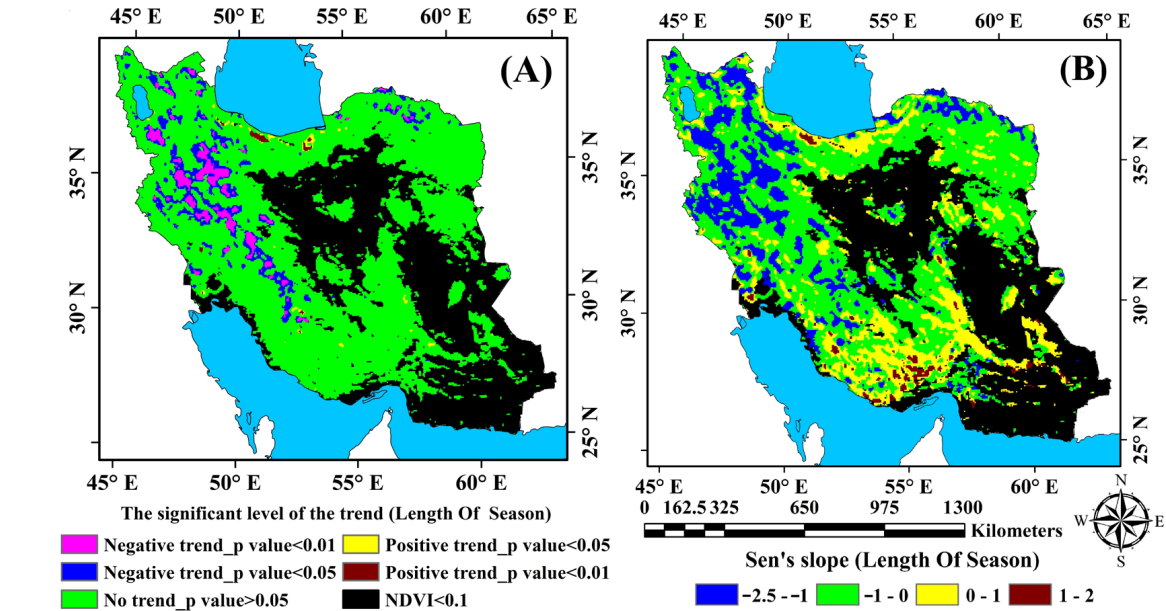 45° E 50° E 55° E 60° E 65° E
45° E 50° E 55° E 60° E 65° E
(A)
(B)
35° N
30° N
35° N
30° N
25° N
35° N
30° N
35° N
30° N
25° N
45° E 50° E 55° E 60° E
45° E 50° E 55° E 60° E
The significant level of the trend (Length Of Season)
Negative trend_p value<0.01 Positive trend_p value<0.05
Negative trend_p value<0.05 Positive trend_p value<0.01
No trend_p value>0.05 NDVI<0.1
0 162.5 325 650 975 1300
Kilometers
N
W E
S
Sen's slope (Length Of Season)
-2.5 - -1 -1 - 0 0 - 1 1 - 2